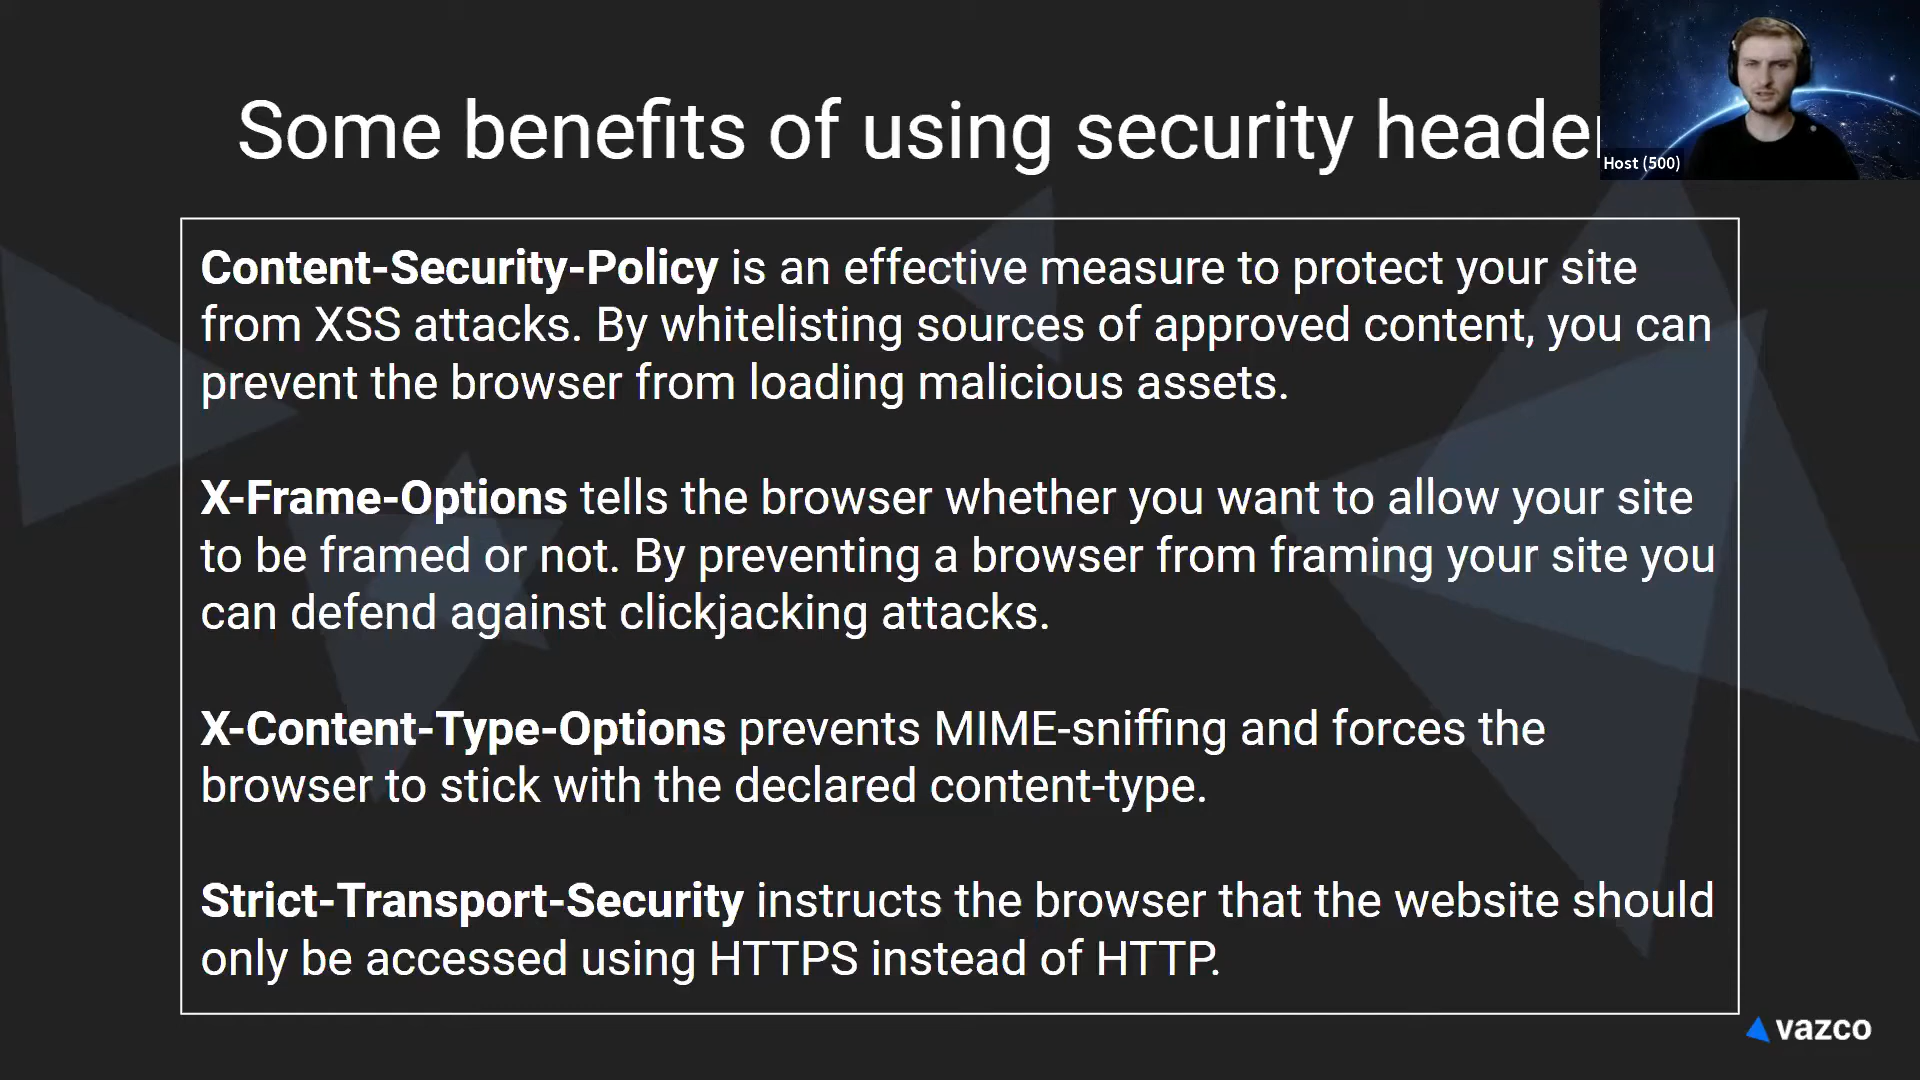 Some benefits of using security header
Host (500)
Content-Security-Policy is an effective measure to protect your site
from XSS attacks. By whitelisting sources of approved content, you can
prevent the browser from loading malicious assets.
X-Frame-Options tells the browser whether you want to allow your site
to be framed or not. By preventing a browser from framing your site you
can defend against clickjacking attacks.
X-Content-Type-Options prevents MIME-sniffing and forces the
browser to stick with the declared content-type.
Strict-Transport-Security instructs the browser that the website should
only be accessed using HTTPS instead of HTTP.
vazco